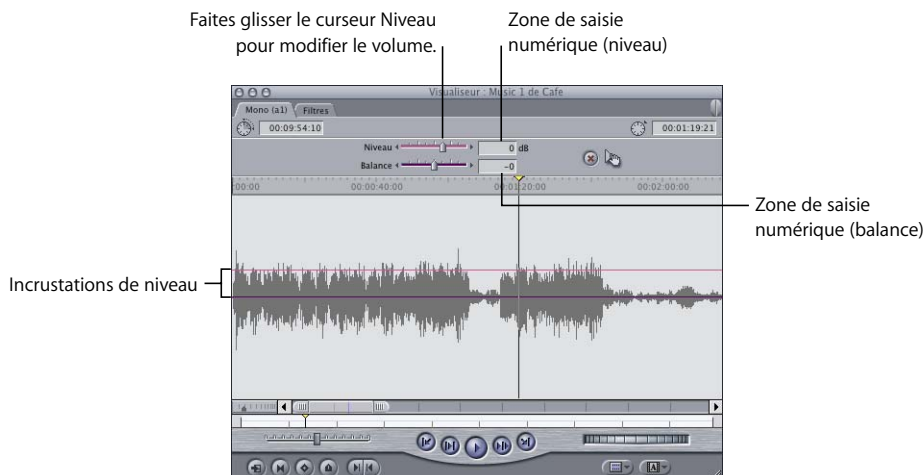 Faites glisser le curseur Niveau
pour modifier le volume.
Zone de saisie
numérique (niveau)
Visualiseur : Music 1 de Cafe
Mono (a1)
Filtres
00:09:54:10
00:01:19:21
Niveau
0 dB
Balance
-0
:00:00
00:00:40:00
00:01:20:00
00:02:00:00
Zone de saisie
numérique (balance)
Incrustations de niveau